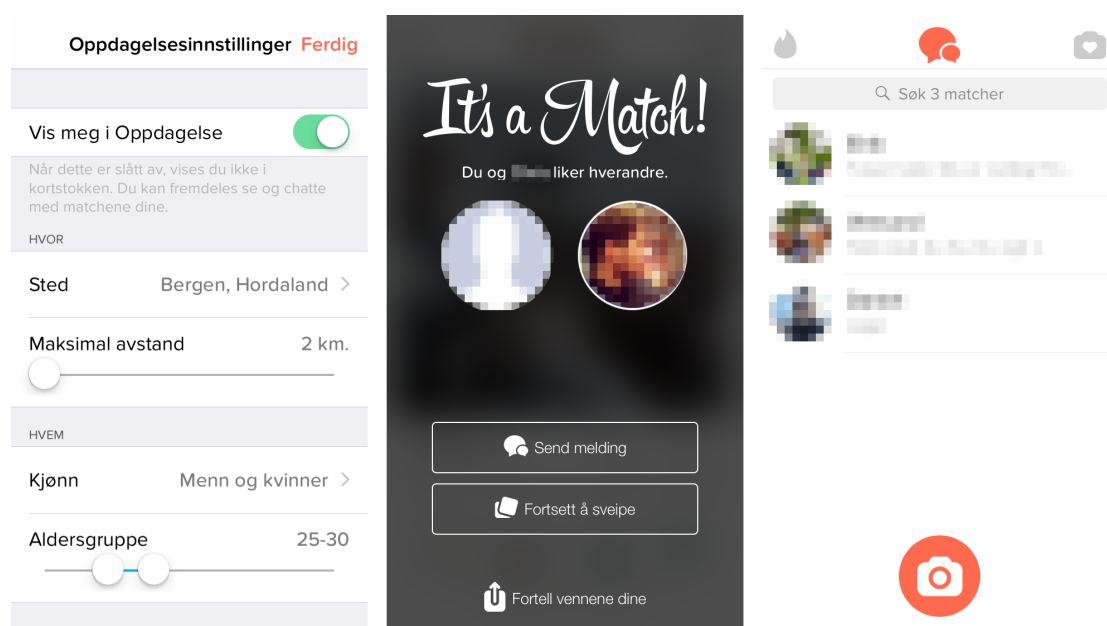 Oppdagelsesinnstillinger Ferdig
Vis meg i Oppdagelse
Når dette er slått av, vises du ikke i
kortstokken. Du kan fremdeles se og chatte
med matchene dine.
HVOR
Sted Bergen, Hordaland
Maksimal avstand 2 km.
HVEM
Kjønn Menn og kvinner
Aldersgruppe 25-30
It's a Match!
Du og liker hverandre.
Send melding
Fortsett å sveipe
Fortell vennene dine
Søk 3 matcher